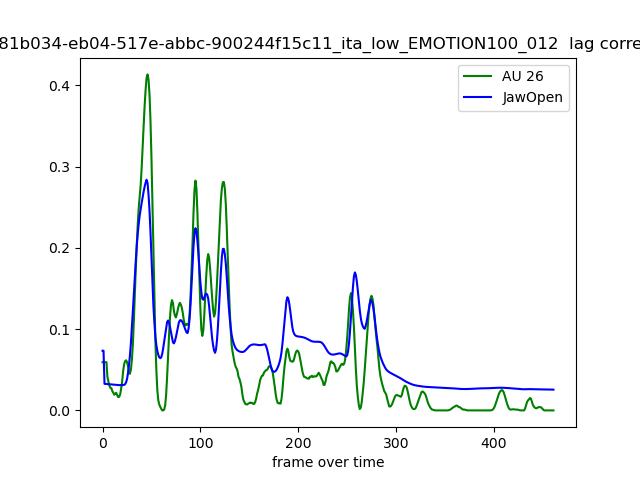 81b034-eb04-517e-abbc-900244f15c11_ita_low_EMOTION100_012 lag corre
AU 26
JawOpen
0.4
0.3
0.2
0.1
0.0
0 100 200 300 400
frame over time